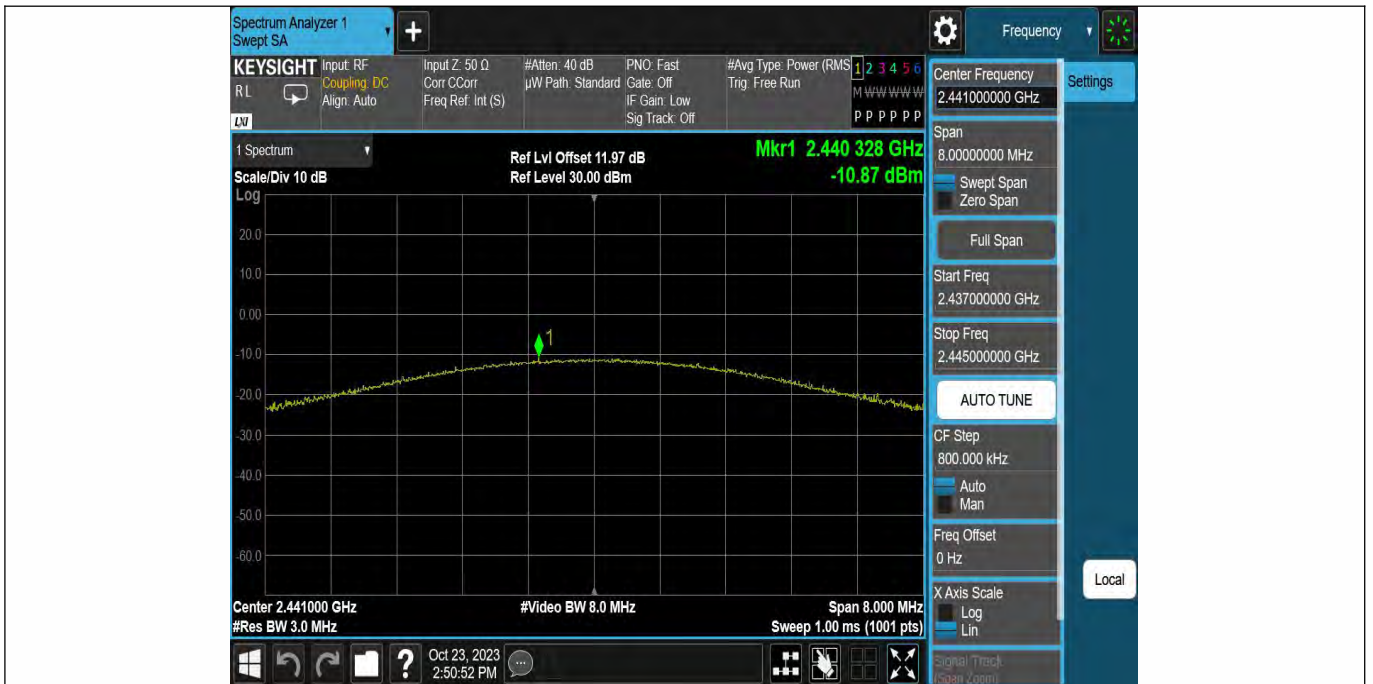 Spectrum Analyzer 1
Swept SA
+
Frequency
KEYSIGHT
R L
LXI
Input: RF
Coupling: DC
Align: Auto
Input Z: 50 Ω
Corr CCorr
Freq Ref: Int (S)
#Atten: 40 dB
µW Path: Standard
PNO: Fast
Gate: Off
IF Gain: Low
Sig Track: Off
#Avg Type: Power (RMS
Trig: Free Run
1 2 3 4 5 6
M W W W W W
P P P P P P
1 Spectrum
Scale/Div 10 dB
Ref Lvl Offset 11.97 dB
Ref Level 30.00 dBm
Mkr1 2.440 328 GHz
-10.87 dBm
Log
20.0
10.0
0.00
-10.0
-20.0
-30.0
-40.0
-50.0
-60.0
1
Center 2.441000 GHz
#Res BW 3.0 MHz
#Video BW 8.0 MHz
Span 8.000 MHz
Sweep 1.00 ms (1001 pts)
Center Frequency
2.441000000 GHz
Settings
Span
8.00000000 MHz
Swept Span
Zero Span
Full Span
Start Freq
2.437000000 GHz
Stop Freq
2.445000000 GHz
AUTO TUNE
CF Step
800.000 kHz
Auto
Man
Freq Offset
0 Hz
X Axis Scale
Log
Lin
Local
Signal Track
(Span Zoom)
?
Oct 23, 2023
2:50:52 PM